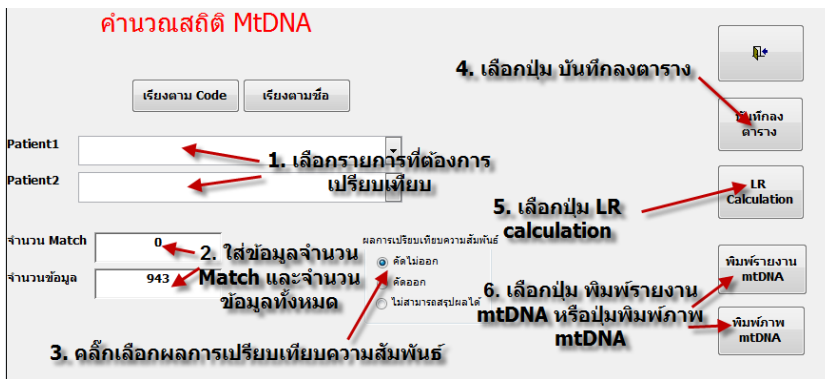 คำนวณสถิติ MtDNA
4. เลือกปุ่ม บันทึกลงตาราง
เรียงตาม Code
เรียงตามชื่อ
บันทึกลง
ตาราง
Patient1
1. เลือกรายการที่ต้องการ
เปรียบเทียบ
Patient2
LR
Calculation
5. เลือกปุ่ม LR
calculation
จำนวน Match
0
2. ใส่ข้อมูลจำนวน
Match และจำนวน
ข้อมูลทั้งหมด
จำนวนข้อมูล
943
ผลการเปรียบเทียบความสัมพันธ์
คัดไม่ออก
คัดออก
ไม่สามารถสรุปผลได้
พิมพ์รายงาน
mtDNA
6. เลือกปุ่ม พิมพ์รายงาน
mtDNA หรือปุ่มพิมพ์ภาพ
mtDNA
พิมพ์ภาพ
mtDNA
3. คลิ๊กเลือกผลการเปรียบเทียบความสัมพันธ์